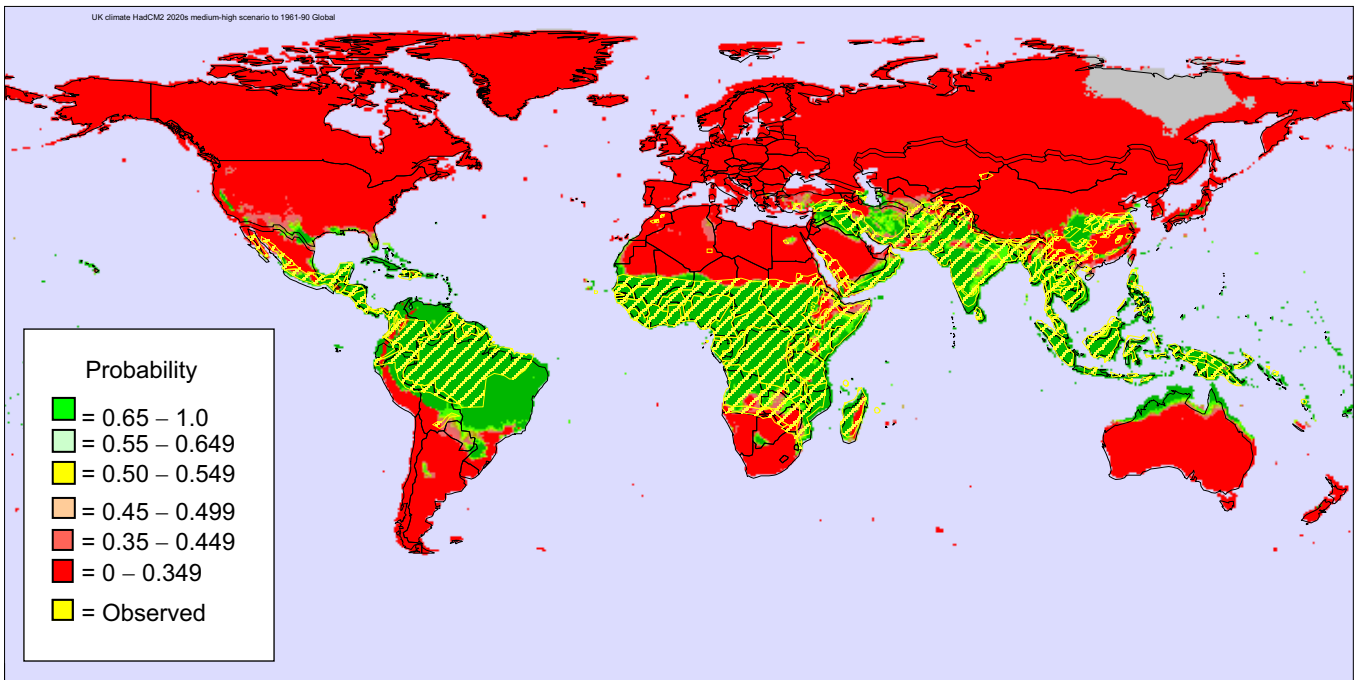 UK climate HadCM2 2020s medium-high scenario to 1961-90 Global
Probability
= 0.65 – 1.0
= 0.55 – 0.649
= 0.50 – 0.549
= 0.45 – 0.499
= 0.35 – 0.449
= 0 – 0.349
= Observed